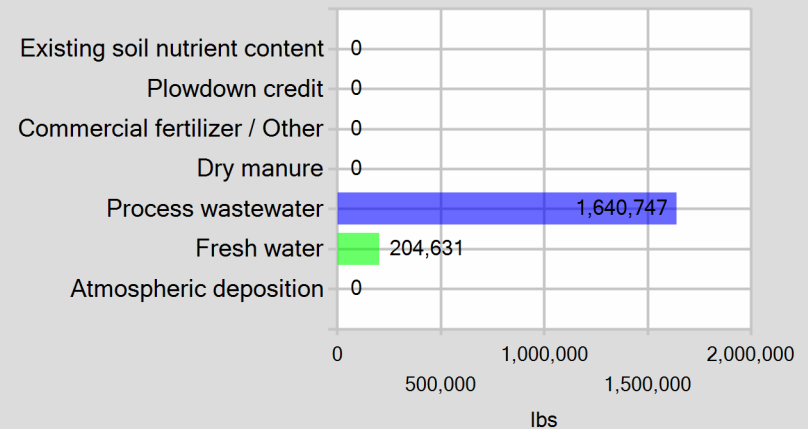 Existing soil nutrient content 0
Plowdown credit 0
Commercial fertilizer / Other 0
Dry manure 0
Process wastewater 1,640,747
Fresh water 204,631
Atmospheric deposition 0
0 1,000,000 2,000,000
500,000 1,500,000
lbs